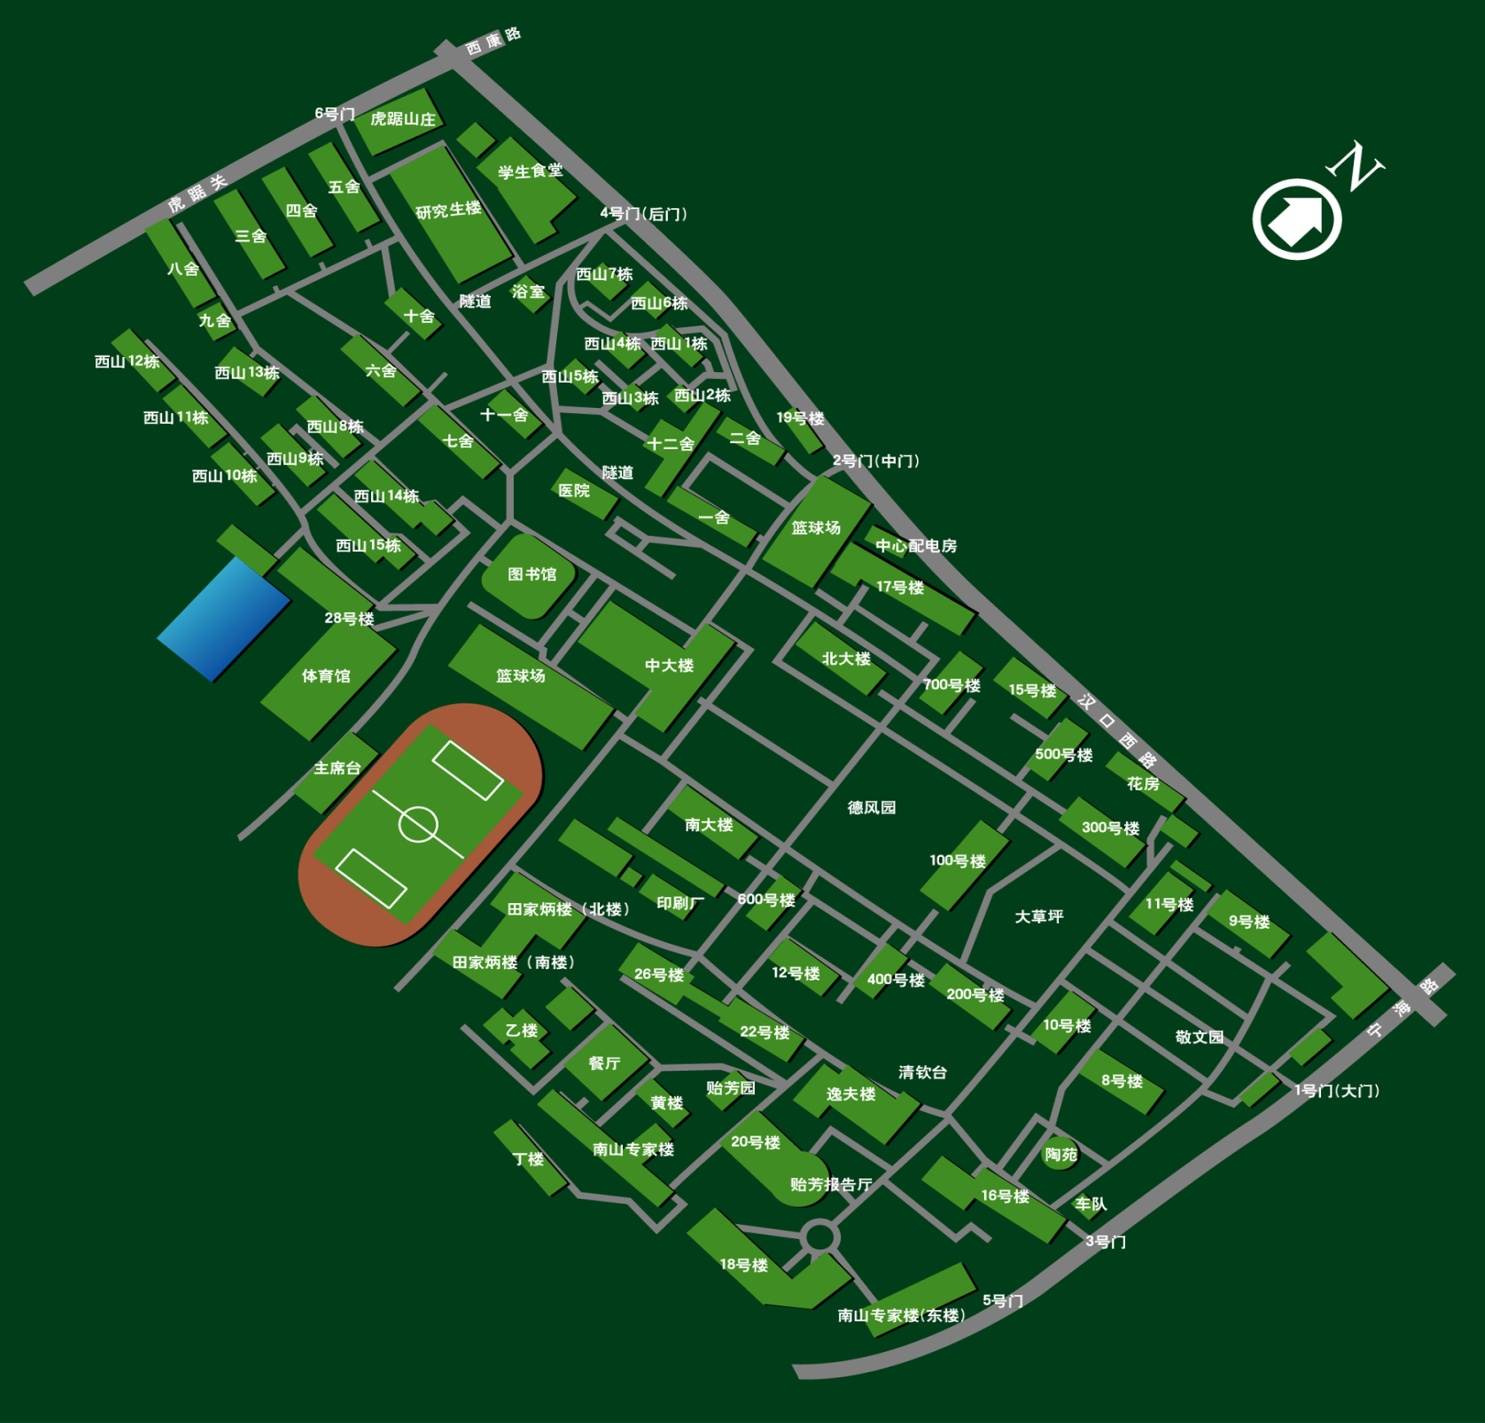 西康路
6号门
虎踞山庄
N
学生食堂
虎踞关
五舍
四舍
研究生楼
4号门(后门)
三舍
八舍
西山7栋
浴室
隧道
西山6栋
十舍
九舍
西山4栋
西山1栋
西山12栋
西山13栋
六舍
西山5栋
西山3栋
西山2栋
西山11栋
十一舍
19号楼
西山8栋
七舍
十二舍
二舍
西山9栋
2号门(中门)
西山10栋
隧道
医院
西山14栋
一舍
篮球场
西山15栋
中心配电房
图书馆
17号楼
28号楼
北大楼
中大楼
体育馆
篮球场
700号楼
15号楼
汉口西路
500号楼
主席台
花房
德风园
南大楼
300号楼
100号楼
印刷厂
600号楼
11号楼
田家炳楼（北楼）
大草坪
9号楼
田家炳楼（南楼）
26号楼
12号楼
400号楼
200号楼
宁海路
乙楼
22号楼
10号楼
敬文园
餐厅
清钦台
8号楼
贻芳园
1号门(大门)
黄楼
逸夫楼
20号楼
南山专家楼
丁楼
陶苑
贻芳报告厅
16号楼
车队
3号门
18号楼
5号门
南山专家楼(东楼)